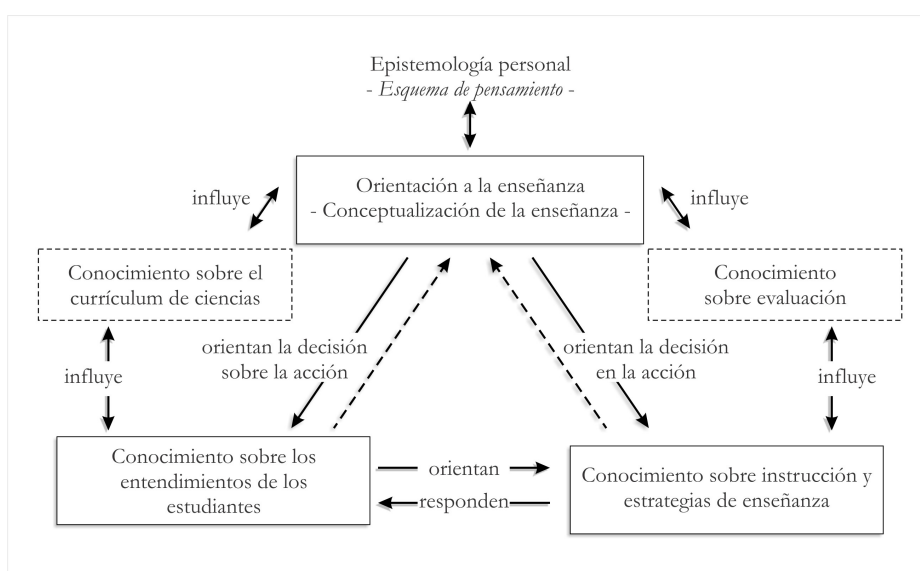 Epistemología personal
- Esquema de pensamiento -
Orientación a la enseñanza
- Conceptualización de la enseñanza -
influye
influye
Conocimiento sobre el
currículum de ciencias
Conocimiento
sobre evaluación
orientan la decisión
sobre la acción
orientan la decisión
en la acción
influye
influye
Conocimiento sobre los
entendimientos de los
estudiantes
orientan
responden
Conocimiento sobre instrucción y
estrategias de enseñanza